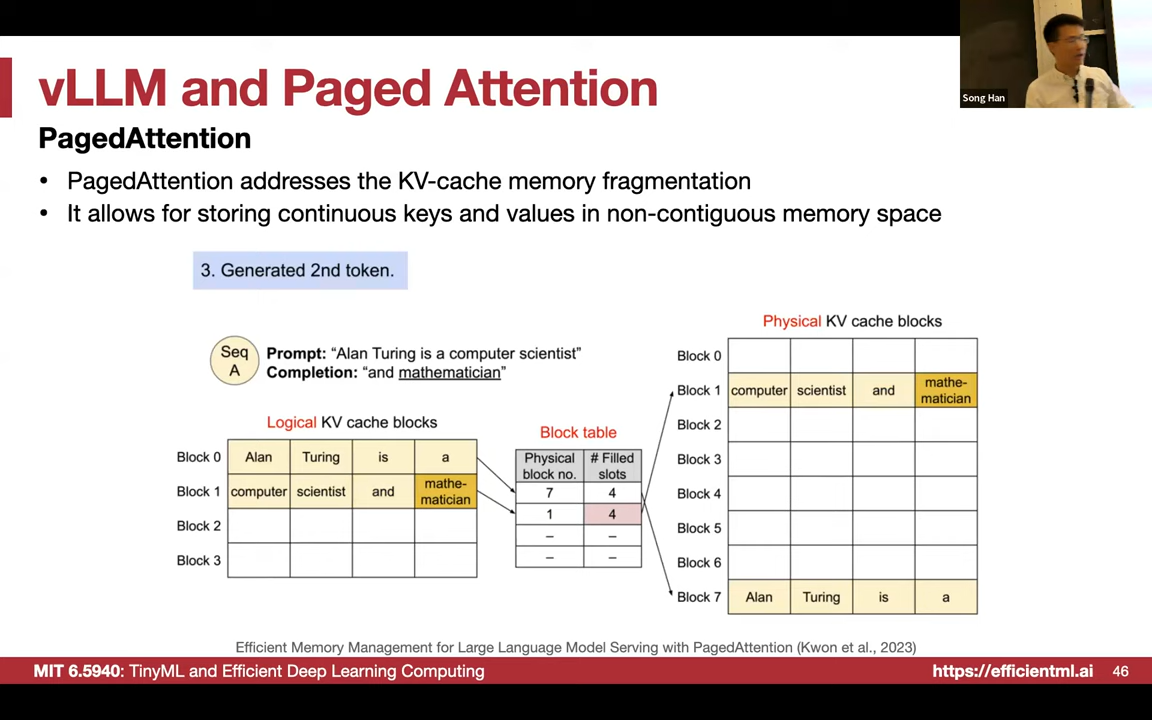 vLLM and Paged Attention
Song Han
PagedAttention
• PagedAttention addresses the KV-cache memory fragmentation
• It allows for storing continuous keys and values in non-contiguous memory space
3. Generated 2nd token.
Seq
A
Prompt: “Alan Turing is a computer scientist”
Completion: “and mathematician”
Logical KV cache blocks
Block 0 Alan Turing is a
Block 1 computer scientist and mathe-
matician
Block 2
Block 3
Block table
Physical # Filled
block no. slots
7 4
1 4
– –
– –
Physical KV cache blocks
Block 0
Block 1 computer scientist and mathe-
matician
Block 2
Block 3
Block 4
Block 5
Block 6
Block 7 Alan Turing is a
Efficient Memory Management for Large Language Model Serving with PagedAttention (Kwon et al., 2023)
MIT 6.5940: TinyML and Efficient Deep Learning Computing https://efficientml.ai 46